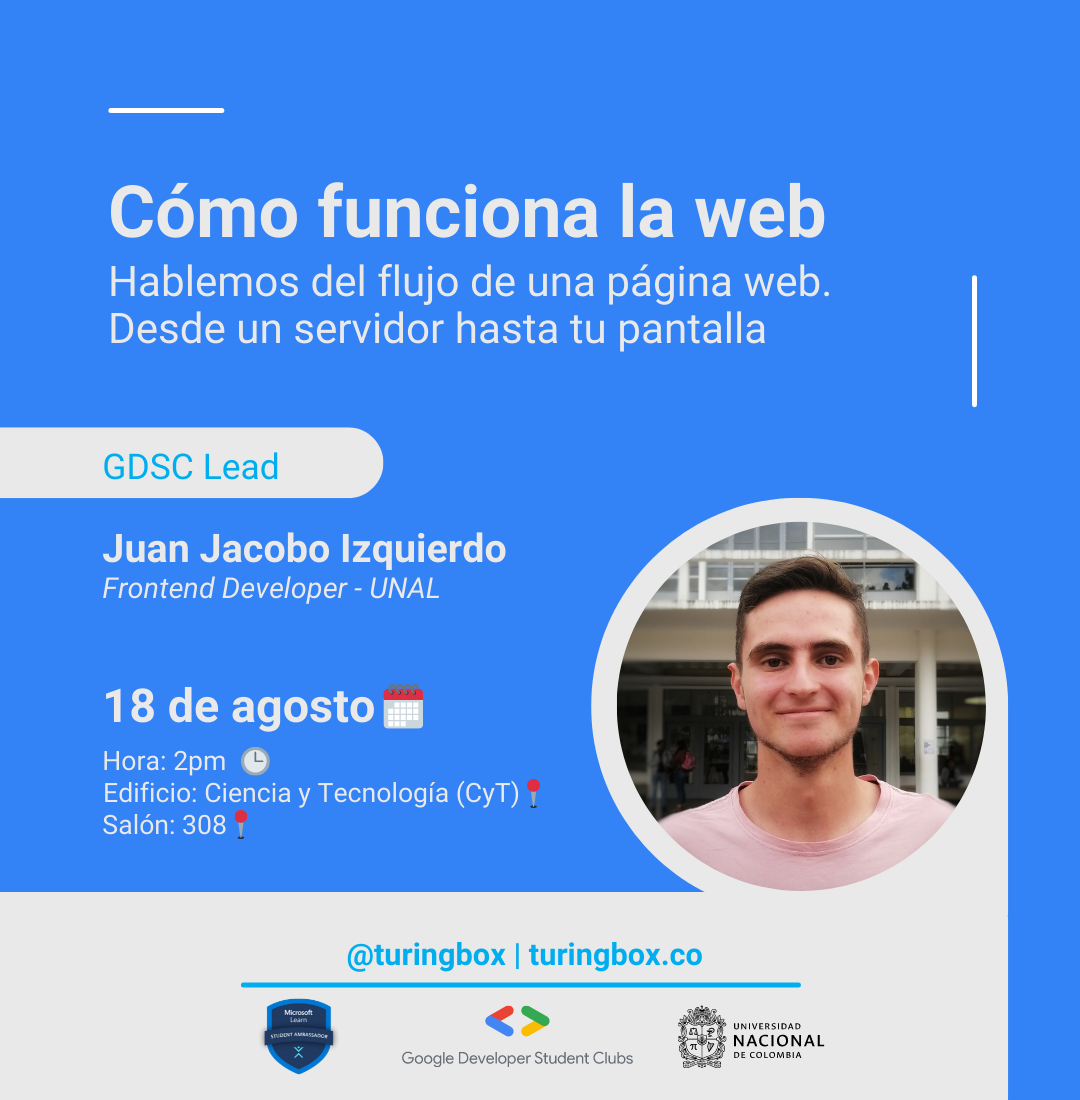 Cómo funciona la web
Hablemos del flujo de una página web.
Desde un servidor hasta tu pantalla
GDSC Lead
Juan Jacobo Izquierdo
Frontend Developer - UNAL
18 de agosto
Hora: 2pm
Edificio: Ciencia y Tecnología (CyT)
Salón: 308
@turingbox | turingbox.co
Microsoft
Learn
STUDENT AMBASSADOR
Google Developer Student Clubs
UNIVERSIDAD
NACIONAL
DE COLOMBIA